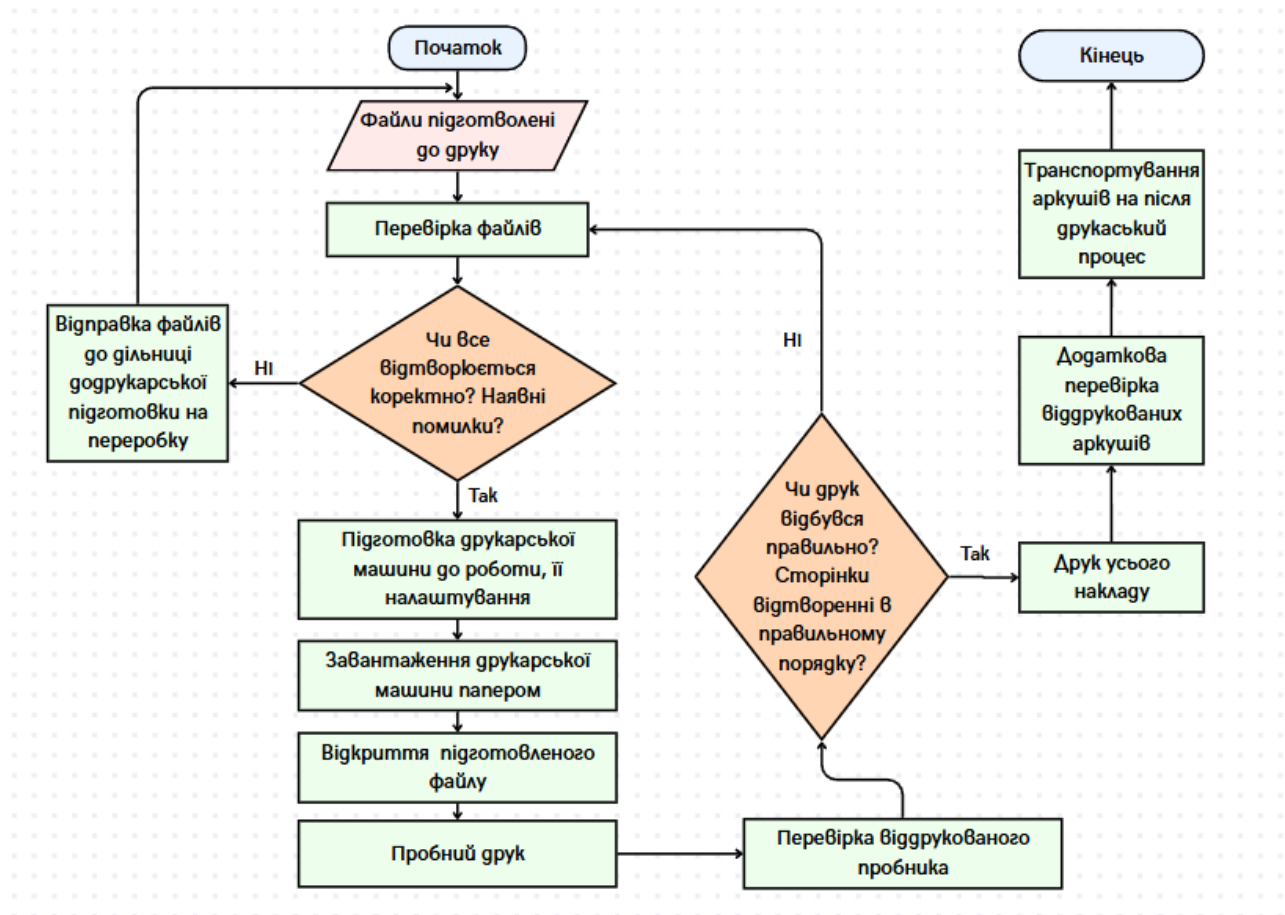 Початок
Файли підготволені
до друку
Перевірка файлів
Чи все
відтворюється
коректно? Наявні
помилки?
НІ
Відправка файлів
до дільниці
додрукарської
підготовки на
переробку
Так
Підготовка друкарської
машини до роботи, її
налаштування
Завантаження друкарської
машини папером
Відкриття підготовленого
файлу
Пробний друк
Перевірка віддрукованого
пробника
Чи друк
відбувся
правильно?
Сторінки
відтворенні в
правильному
порядку?
НІ
Так
Друк усього
накладу
Додаткова
перевірка
віддрукованих
аркушів
Транспортування
аркушів на після
друкаський
процес
Кінець